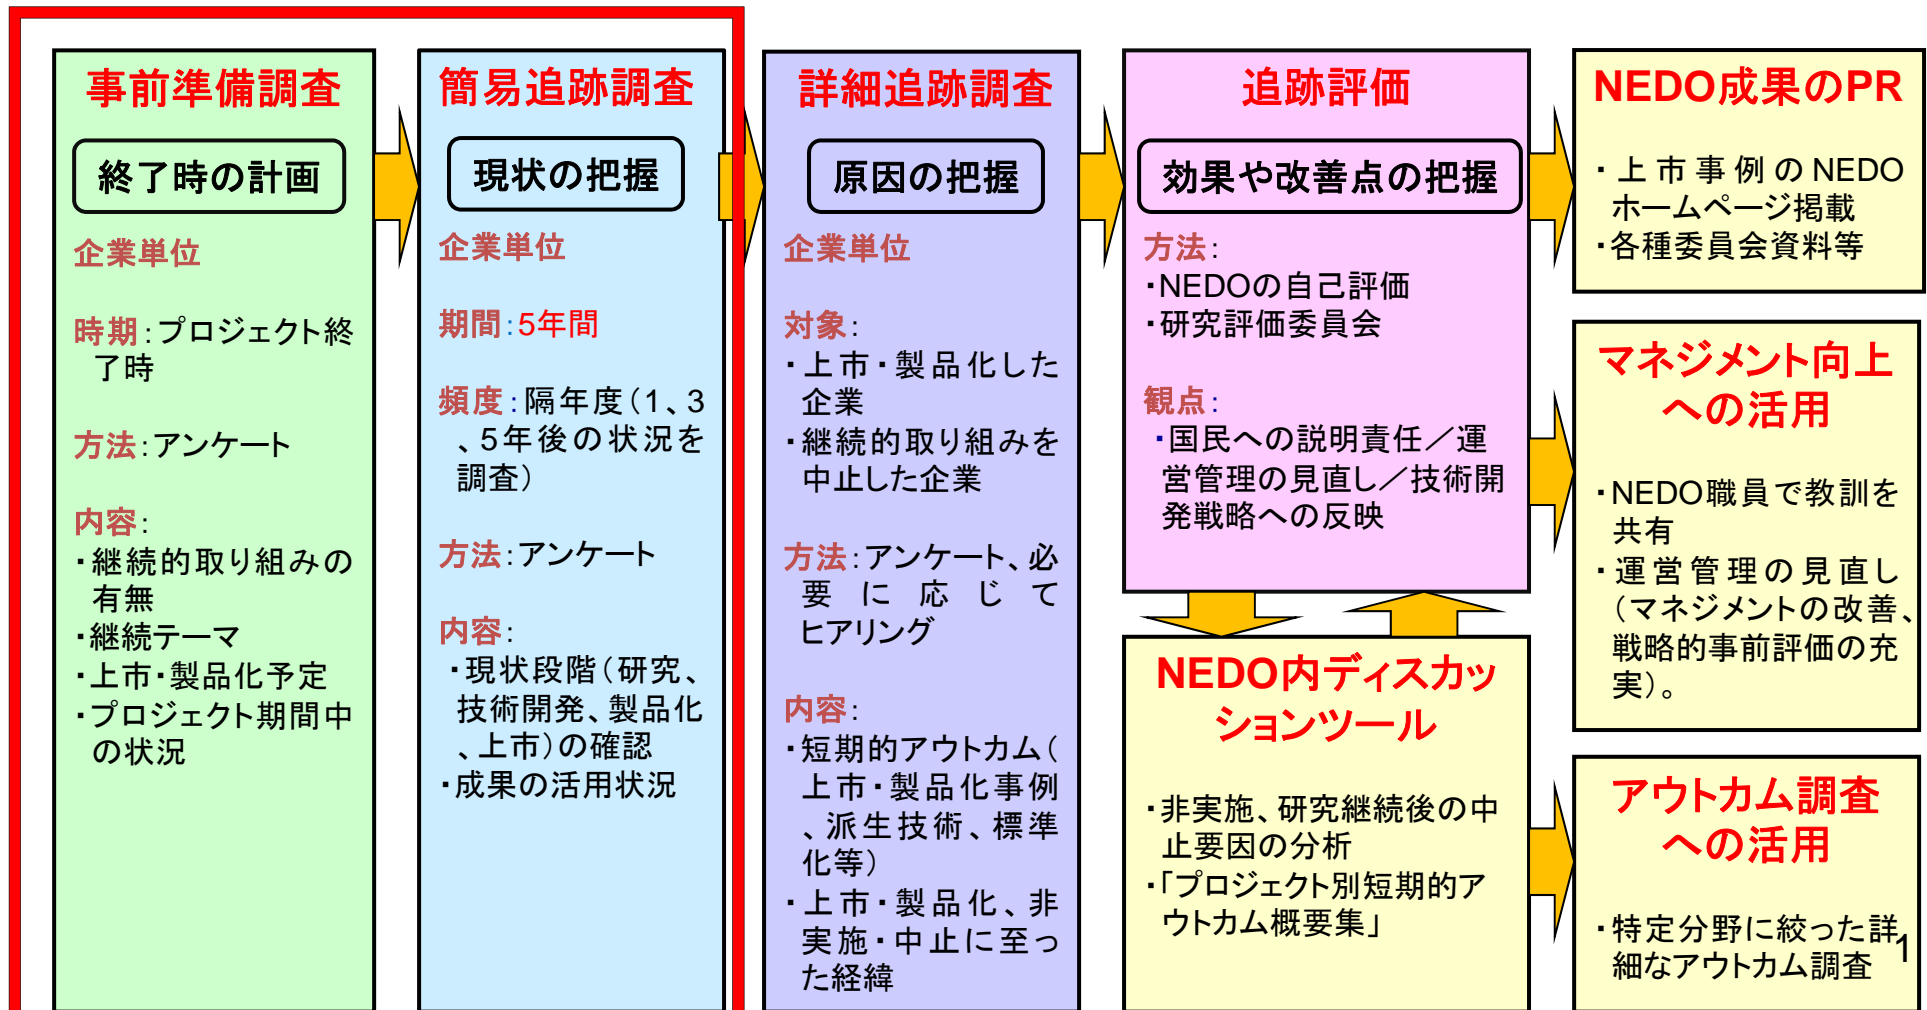 事前準備調査
終了時の計画
企業単位
時期：プロジェクト終
了時
方法：アンケート
内容：
・継続的取り組みの
有無
・継続テーマ
・上市・製品化予定
・プロジェクト期間中
の状況
簡易追跡調査
現状の把握
企業単位
期間：5年間
頻度：隔年度（1、3
、5年後の状況を
調査）
方法：アンケート
内容：
・現状段階（研究、
技術開発、製品化
、上市）の確認
・成果の活用状況
詳細追跡調査
原因の把握
企業単位
対象：
・上市・製品化した
企業
・継続的取り組みを
中止した企業
方法：アンケート、必
要に応じて
ヒアリング
内容：
・短期的アウトカム（
上市・製品化事例
、派生技術、標準
化等）
・上市・製品化、非
実施・中止に至っ
た経緯
追跡評価
効果や改善点の把握
方法：
・NEDOの自己評価
・研究評価委員会
観点：
・国民への説明責任／運
営管理の見直し／技術開
発戦略への反映
NEDO内ディスカッ
ションツール
・非実施、研究継続後の中
止要因の分析
・「プロジェクト別短期的ア
ウトカム概要集」
NEDO成果のPR
・上市事例のNEDO
ホームページ掲載
・各種委員会資料等
マネジメント向上
への活用
・NEDO職員で教訓を
共有
・運営管理の見直し
（マネジメントの改善、
戦略的事前評価の充
実）。
アウトカム調査
への活用
・特定分野に絞った詳
細なアウトカム調査
1